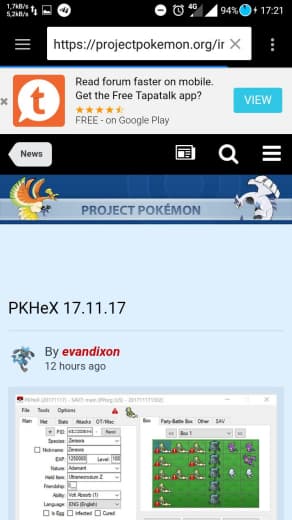 1,7kB/s
5,2kB/s
4G
94%
17:21
https://projectpokemon.org/ir
Read forum faster on mobile.
Get the Free Tapatalk app?
FREE - on Google Play
VIEW
News
PROJECT POKÉMON
PKHeX 17.11.17
By evandixon
12 hours ago
File Tools Options
Main Met Stats Attacks OT/Misc
PID:
Species: Zeraora
Nickname: Zeraora
EXP: 1250000 Level: 100
Nature: Adamant
Held Item:
Friendship: 0
Ability: Volt Absorb (1)
Language: ENG (English)
Is Egg Infected Cured
Box Party-Battle Box Other SAV
Box 1